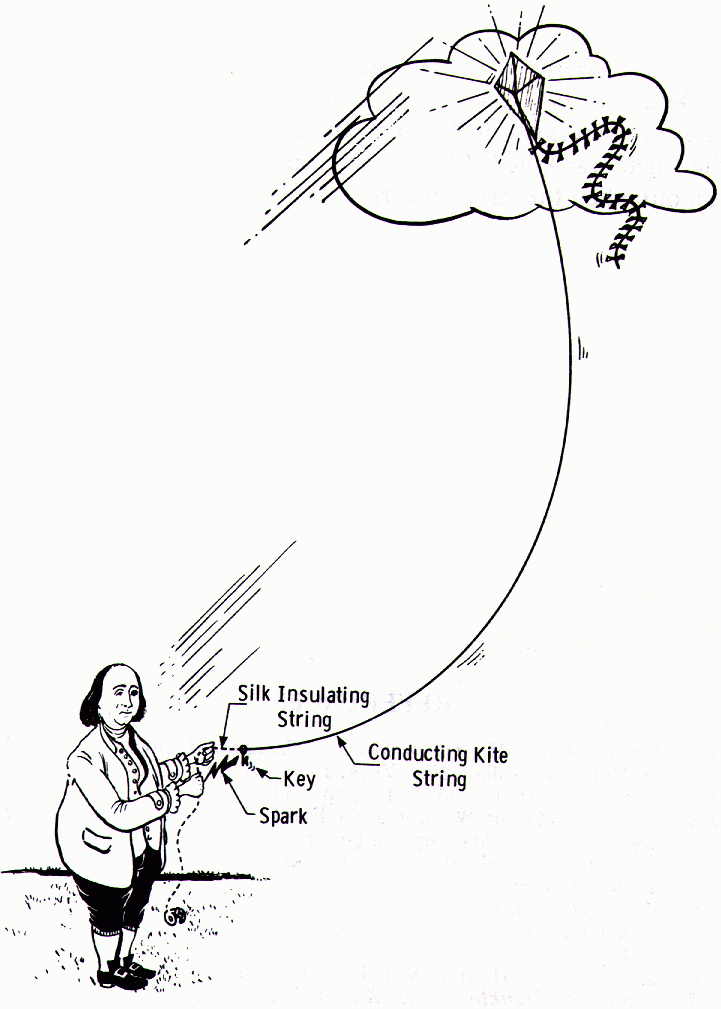 Silk Insulating
String
Conducting Kite
String
Key
Spark